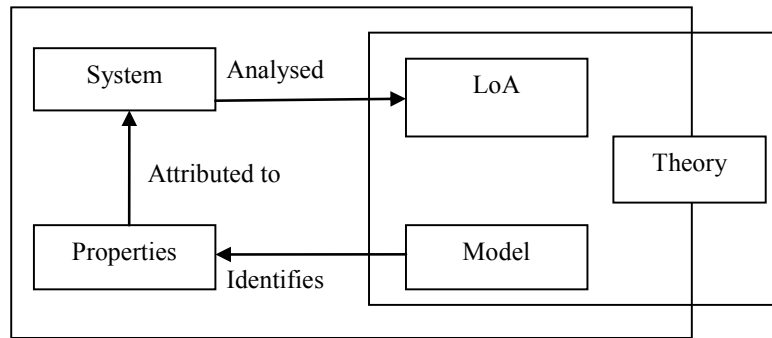 System
Analysed
LoA
Theory
Attributed to
Properties
Identifies
Model